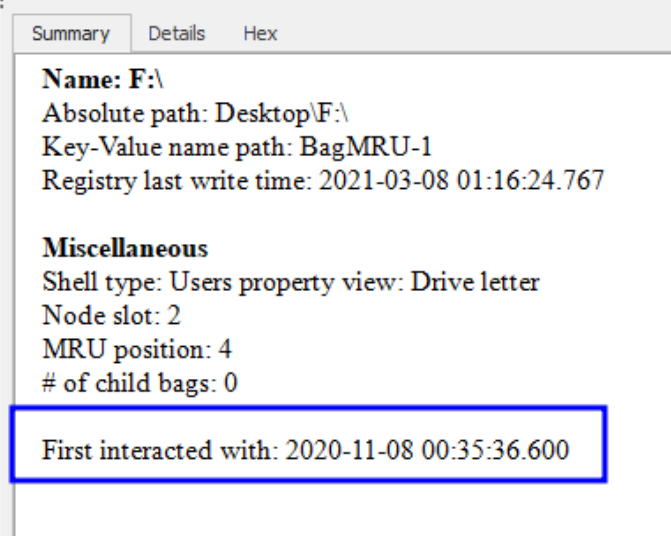 Summary Details Hex
Name: F:\
Absolute path: Desktop\F:\
Key-Value name path: BagMRU-1
Registry last write time: 2021-03-08 01:16:24.767
Miscellaneous
Shell type: Users property view: Drive letter
Node slot: 2
MRU position: 4
# of child bags: 0
First interacted with: 2020-11-08 00:35:36.600